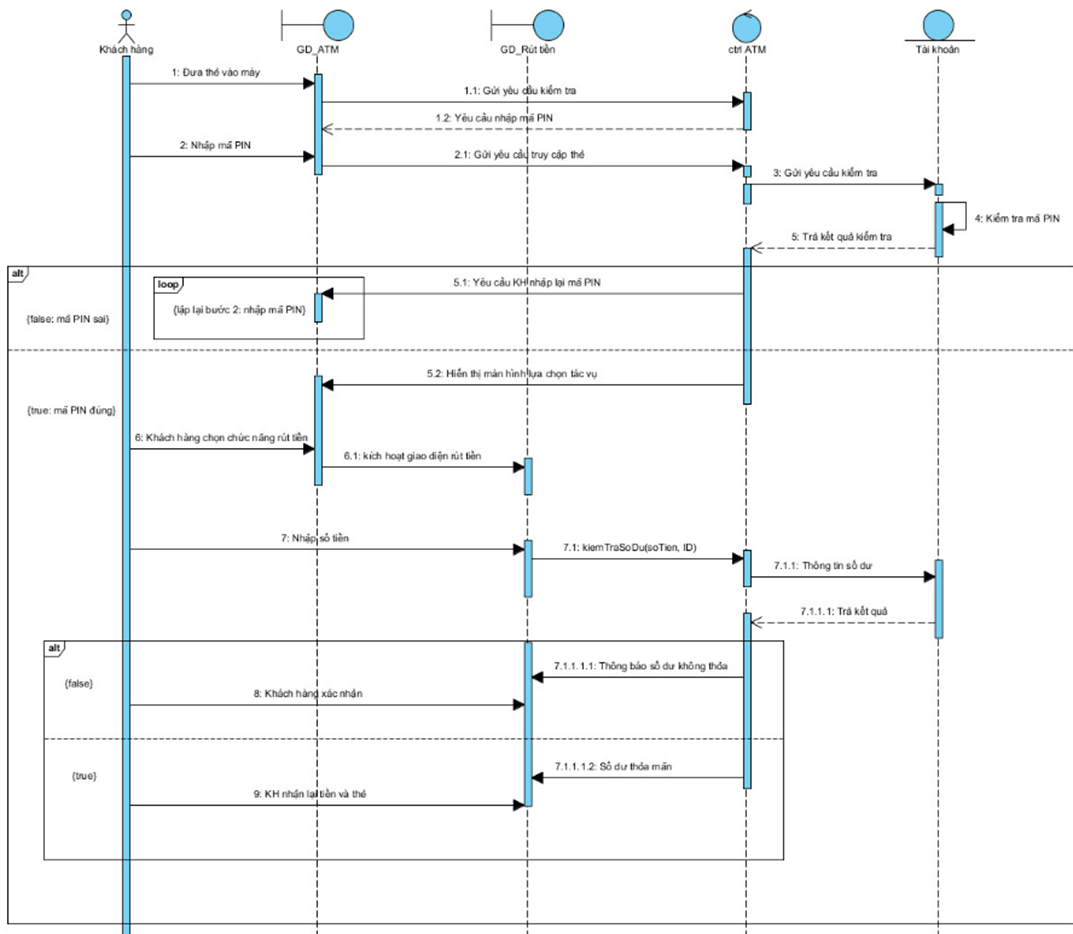 Khách hàng
GD_ATM
GD_Rút tiền
ctrl ATM
Tài khoản
1: Đưa thẻ vào máy
1.1: Gửi yêu cầu kiểm tra
1.2: Yêu cầu nhập mã PIN
2: Nhập mã PIN
2.1: Gửi yêu cầu truy cập thẻ
3: Gửi yêu cầu kiểm tra
4: Kiểm tra mã PIN
5: Trả kết quả kiểm tra
alt
loop
5.1: Yêu cầu KH nhập lại mã PIN
{lặp lại bước 2: nhập mã PIN}
{false: mã PIN sai}
5.2: Hiển thị màn hình lựa chọn tác vụ
{true: mã PIN đúng}
6: Khách hàng chọn chức năng rút tiền
6.1: kích hoạt giao diện rút tiền
7: Nhập số tiền
7.1: kiemTraSoDu(soTien, ID)
7.1.1: Thông tin số dư
7.1.1.1: Trả kết quả
alt
7.1.1.1.1: Thông báo số dư không thỏa
{false}
8: Khách hàng xác nhận
7.1.1.1.2: Số dư thỏa mãn
{true}
9: KH nhận lại tiền và thẻ